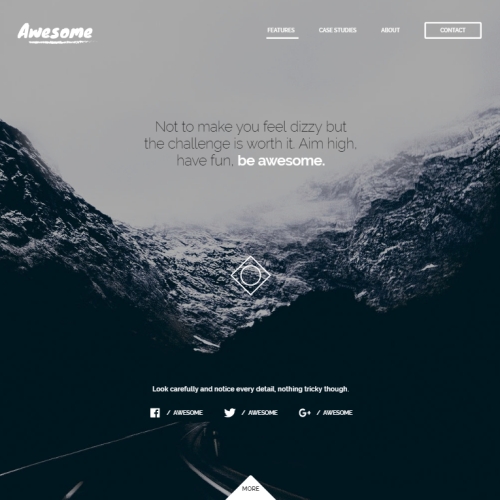 Awesome
FEATURES
CASE STUDIES
ABOUT
CONTACT
Not to make you feel dizzy but
the challenge is worth it. Aim high,
have fun, be awesome.
Look carefully and notice every detail, nothing tricky though.
/ AWESOME
/ AWESOME
G+ / AWESOME
MORE